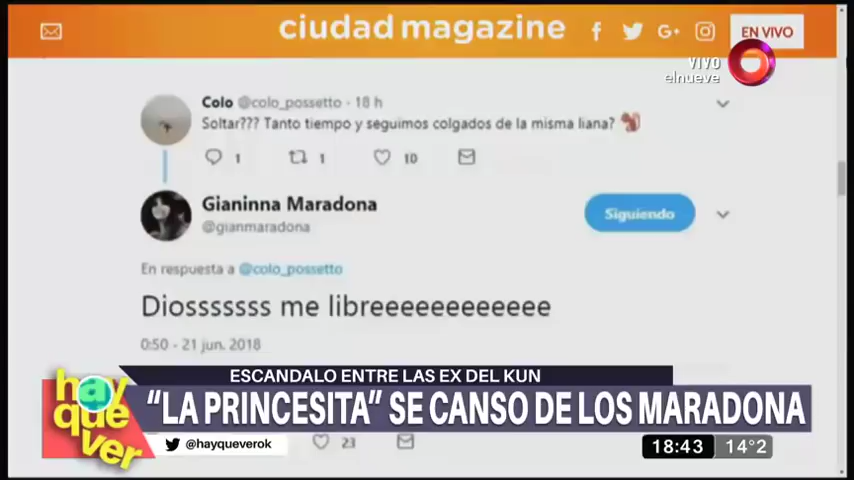 ciudad magazine
EN VIVO
VIVO
elnueve
Colo @colo_possetto · 18 h
Soltar??? Tanto tiempo y seguimos colgados de la misma liana?
1 1 10
Gianinna Maradona
@gianmaradona
Siguiendo
En respuesta a @colo_possetto
Diosssssss me libreeeeeeeeeeee
0:50 - 21 jun. 2018
ESCANDALO ENTRE LAS EX DEL KUN
"LA PRINCESITA" SE CANSO DE LOS MARADONA
hay
que
ver
@hayqueverok
23
18:43 14°2